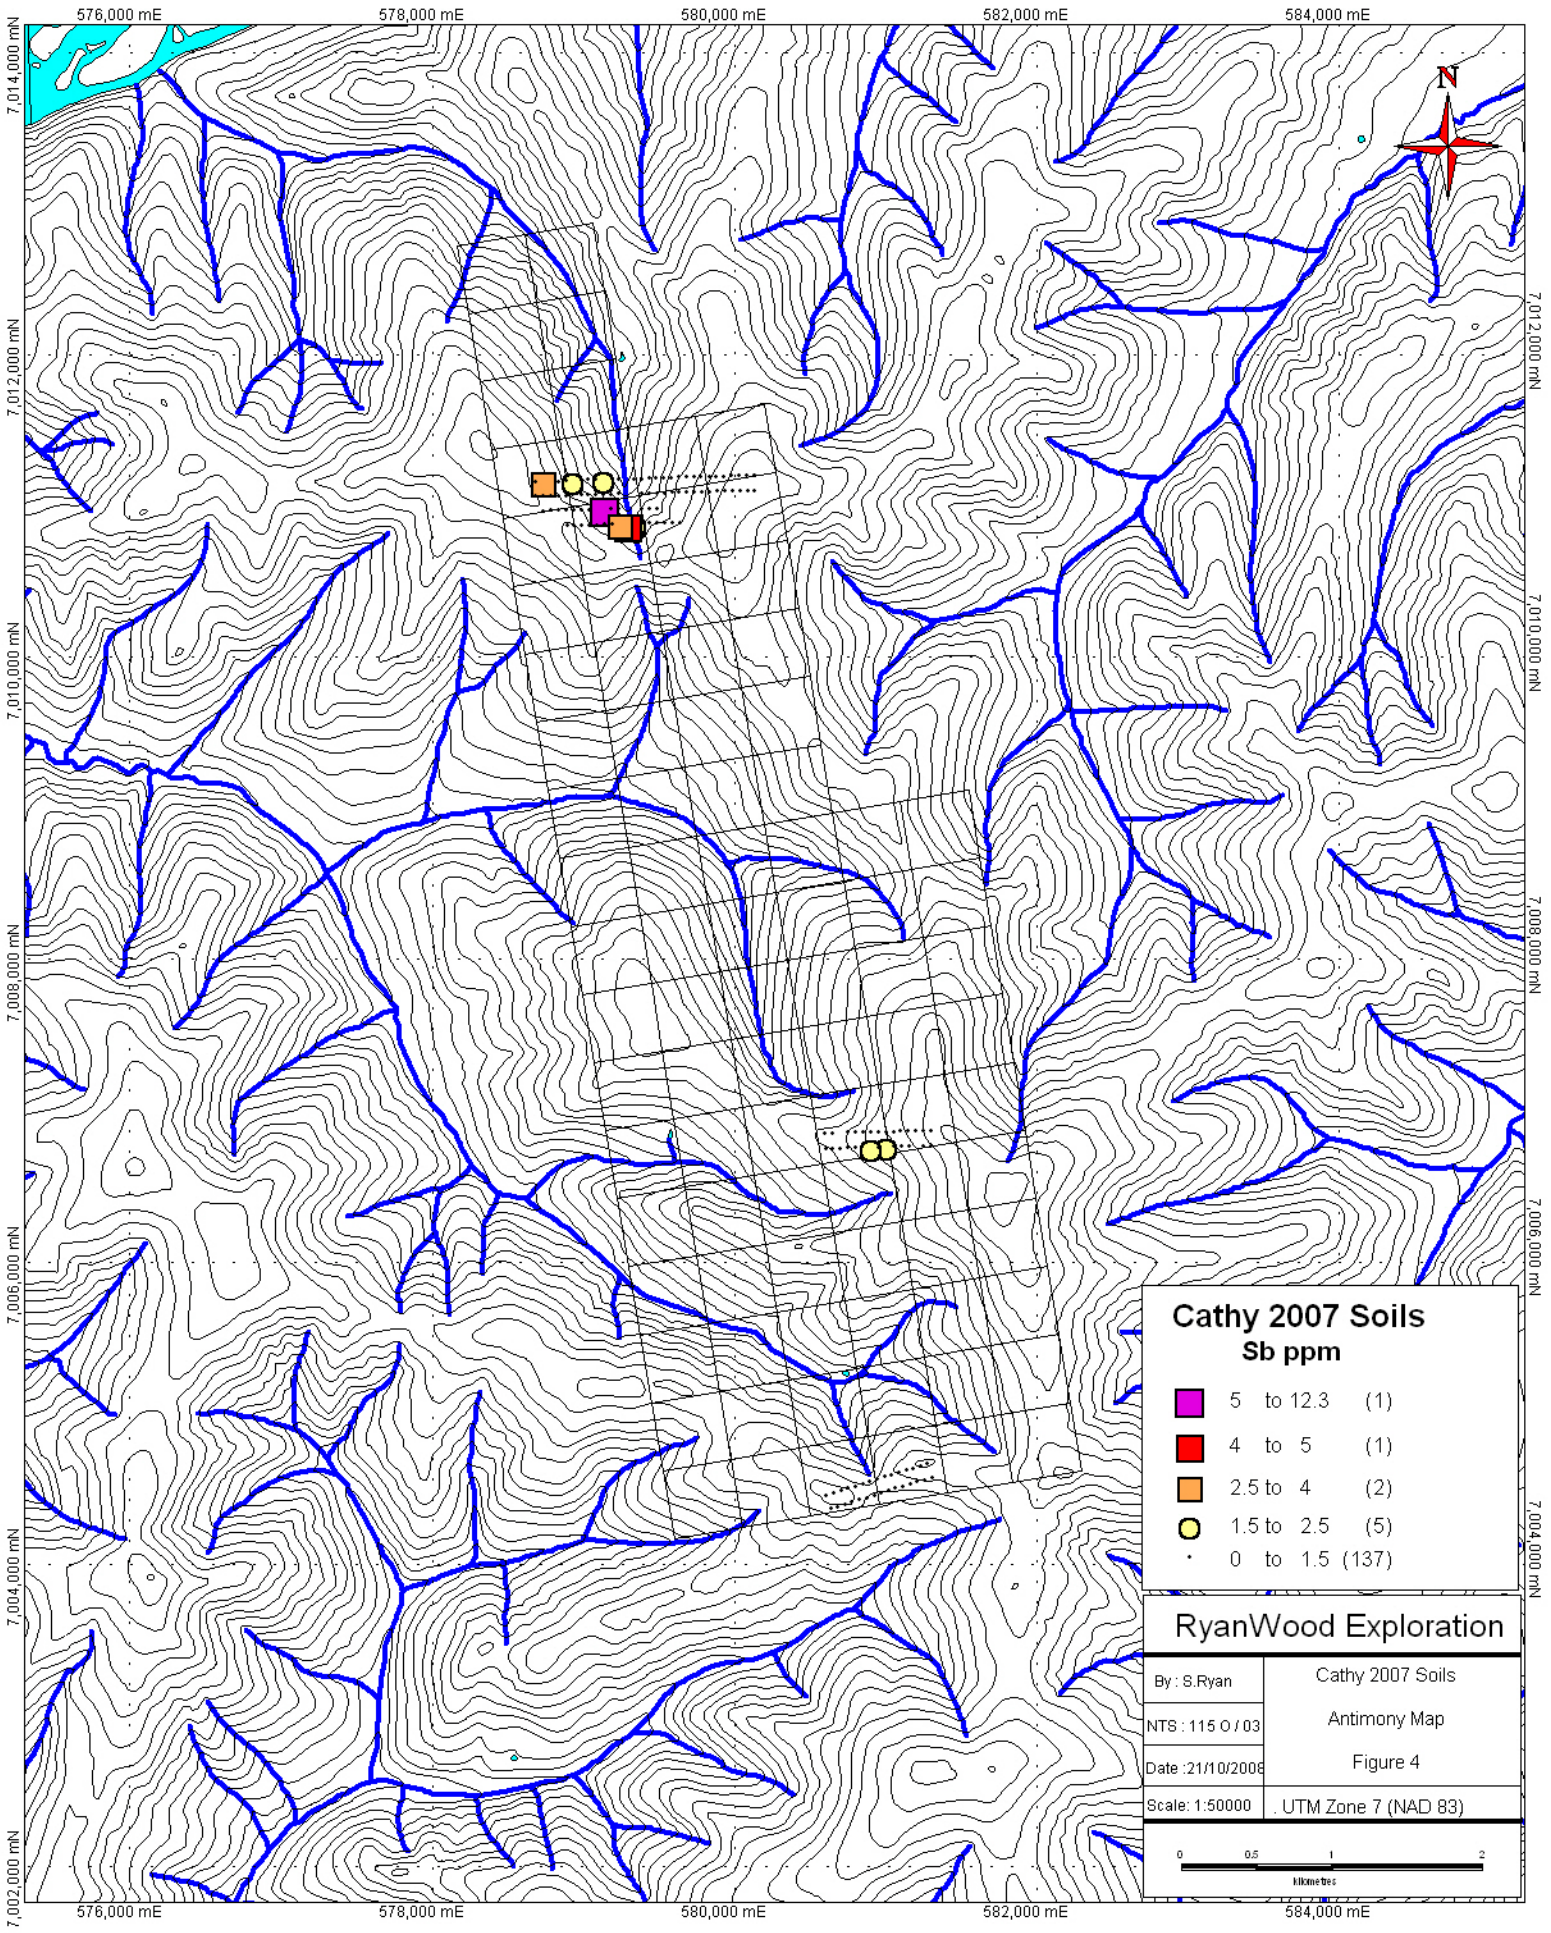 576,000 mE 578,000 mE 580,000 mE 582,000 mE 584,000 mE
7,014,000 mN
N
7,012,000 mN
7,012,000 mN
7,010,000 mN
7,010,000 mN
7,008,000 mN
7,008,000 mN
7,006,000 mN
7,006,000 mN
Cathy 2007 Soils
Sb ppm
5 to 12.3 (1)
4 to 5 (1)
2.5 to 4 (2)
1.5 to 2.5 (5)
0 to 1.5 (137)
7,004,000 mN
7,004,000 mN
RyanWood Exploration
By : S.Ryan
Cathy 2007 Soils
NTS : 115 O / 03
Antimony Map
Date :21/10/2008
Figure 4
Scale: 1:50000
. UTM Zone 7 (NAD 83)
0 0.5 1 2
kilometres
7,002,000 mN
576,000 mE 578,000 mE 580,000 mE 582,000 mE 584,000 mE